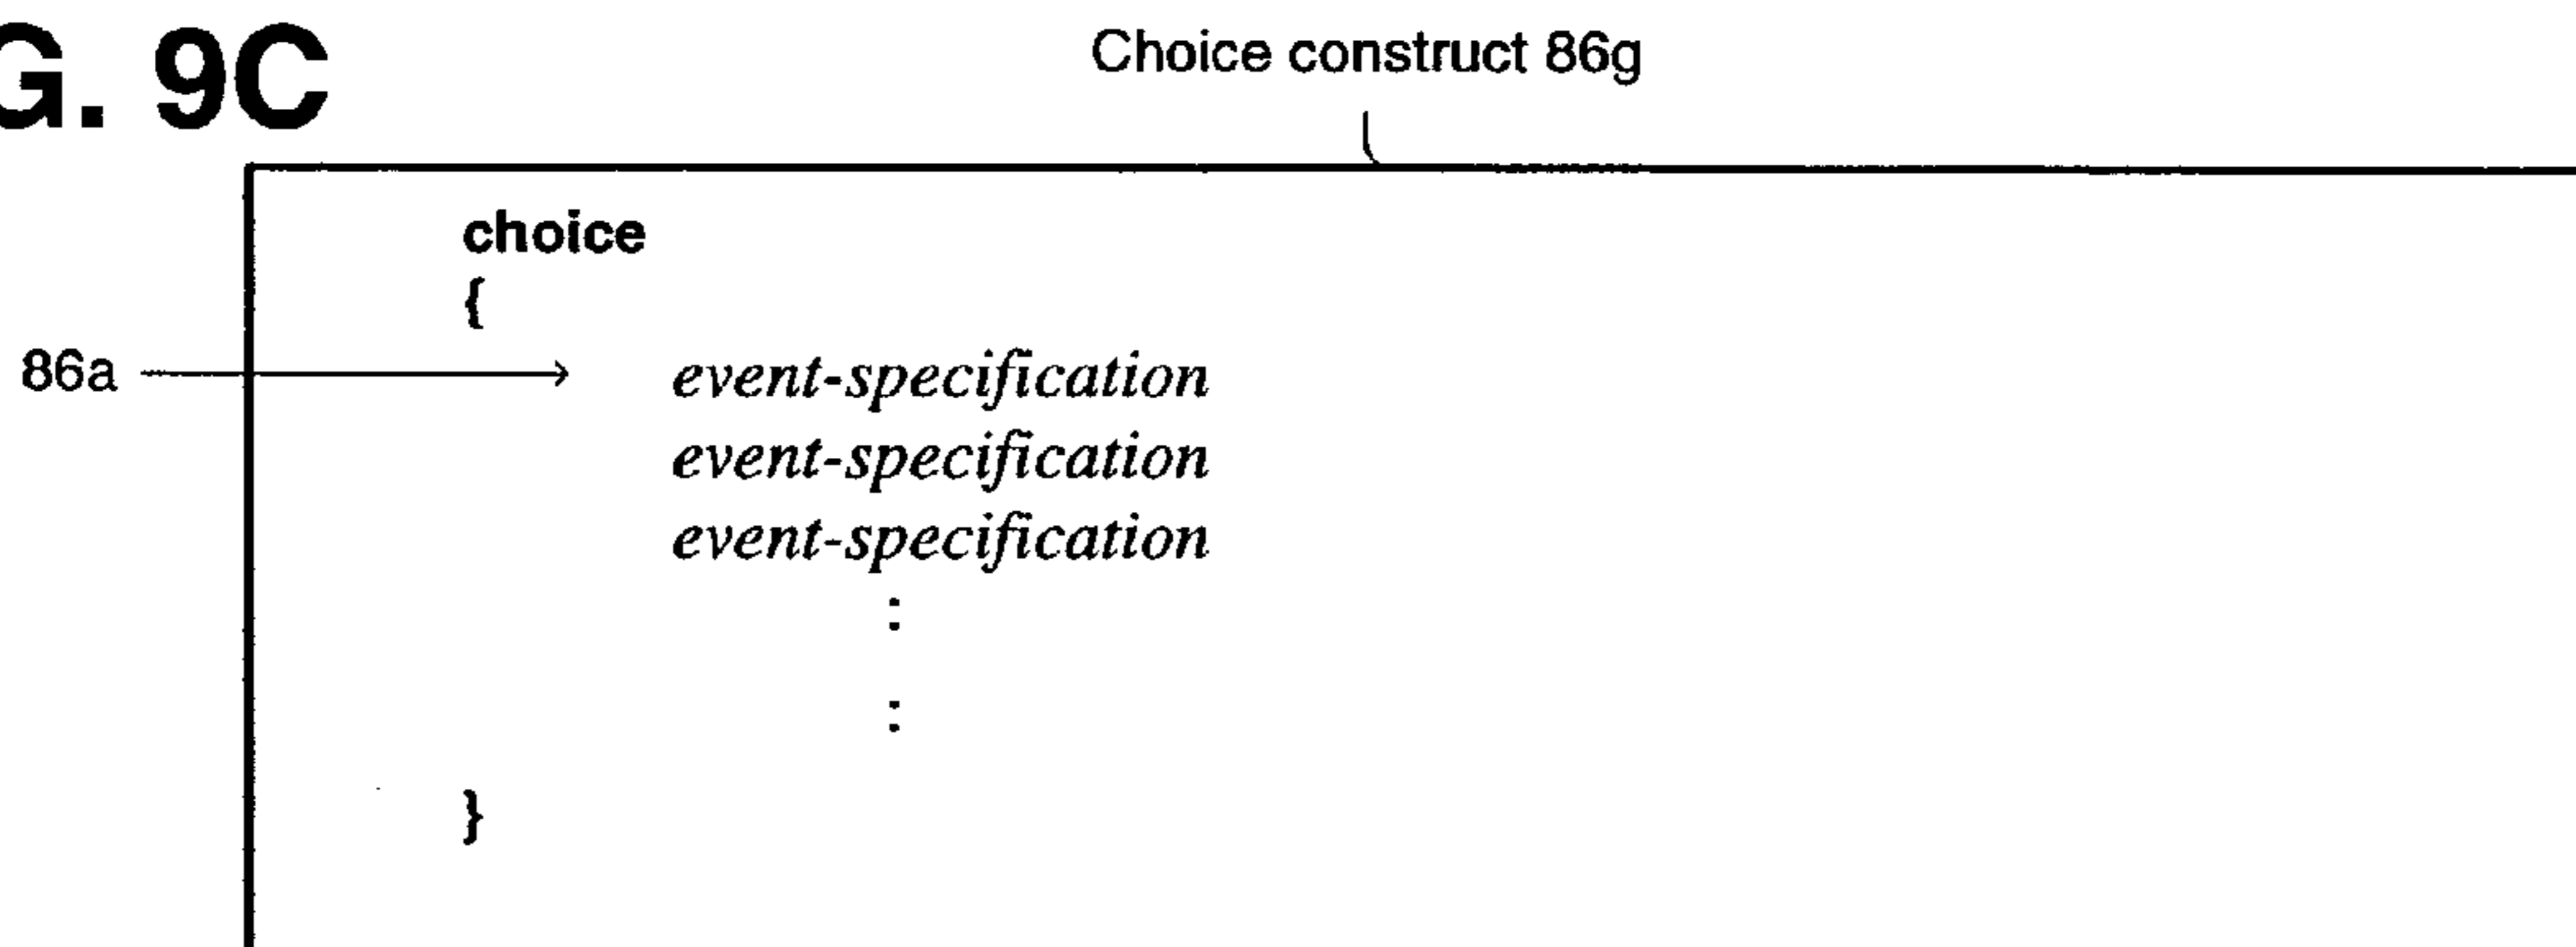 G. 9C
Choice construct 86g
choice
{
86a
event-specification
event-specification
event-specification
:
:
}